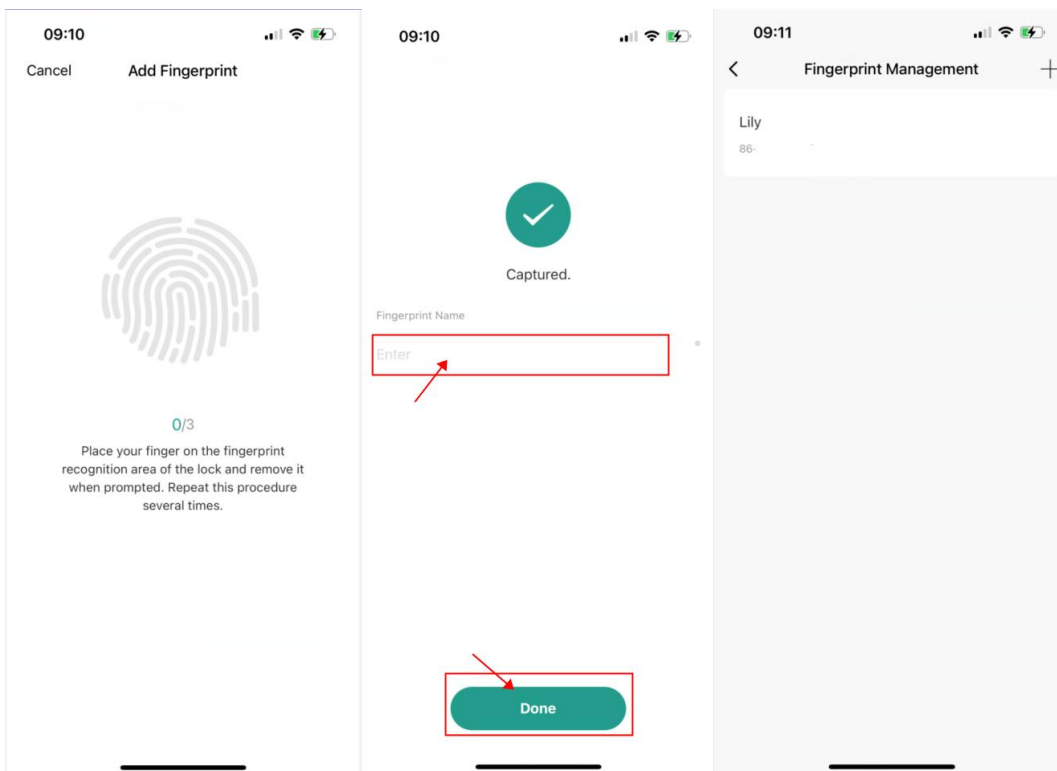 09:10
Cancel Add Fingerprint
0/3
Place your finger on the fingerprint
recognition area of the lock and remove it
when prompted. Repeat this procedure
several times.
09:10
Captured.
Fingerprint Name
Enter
Done
09:11
Fingerprint Management
Lily
86-